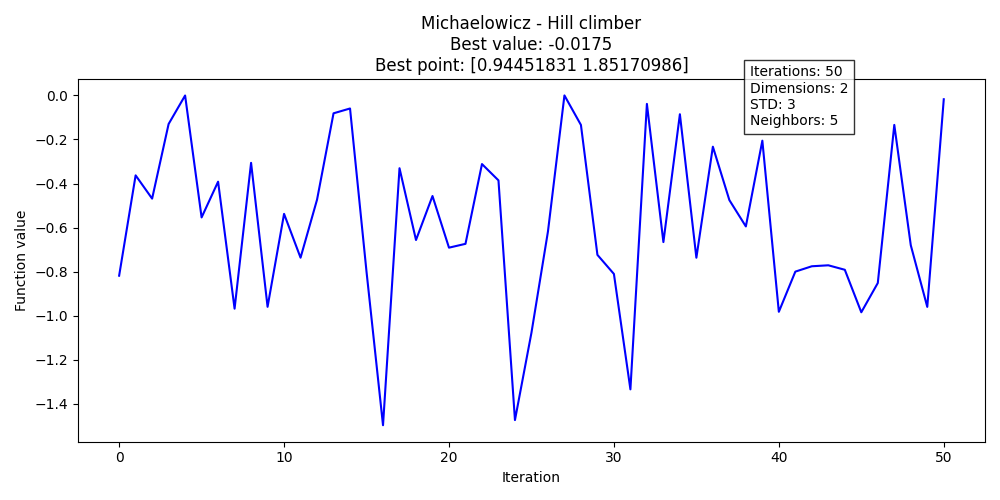 Michaelowicz - Hill climber
Best value: -0.0175
Best point: [0.94451831 1.85170986]
Iterations: 50
Dimensions: 2
STD: 3
Neighbors: 5
Function value
0.0
−0.2
−0.4
−0.6
−0.8
−1.0
−1.2
−1.4
0 10 20 30 40 50
Iteration